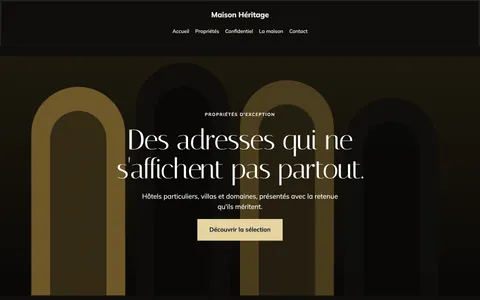 Maison Héritage
Accueil Propriétés Confidentiel La maison Contact
PROPRIÉTÉS D'EXCEPTION
Des adresses qui ne
s'affichent pas partout.
Hôtels particuliers, villas et domaines, présentés avec la retenue
qu'ils méritent.
Découvrir la sélection